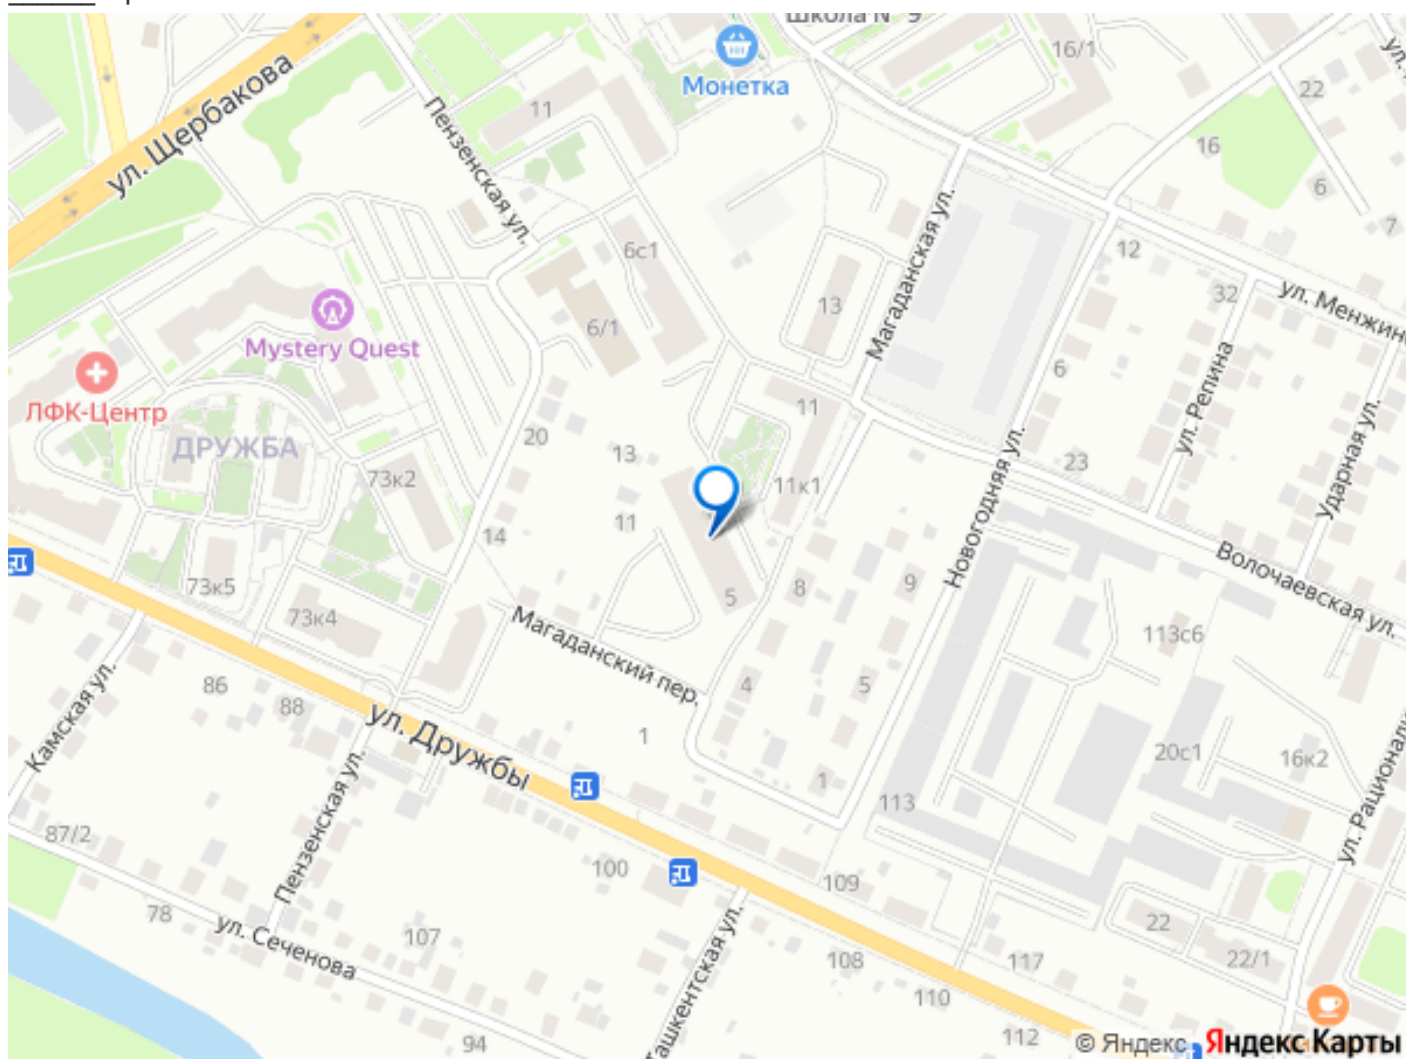 Школа № 9
16/1
ул. Щербакова
Монетка
22
11
Пензенская ул.
16
6
7
Магаданская ул.
6с1
12
32
ул. Менжинс
13
6/1
Mystery Quest
6
ул. Репина
ЛФК-Центр
11
Ударная ул.
ДРУЖБА
20
13
23
73к2
11к1
Новогодняя ул.
11
14
Волочаевская ул.
73к5
5
8
9
73к4
Магаданский пер.
113с6
86
88
4
5
Камская ул.
ул. Дружбы
1
20с1
16к2
1
113
ул. Рационали
87/2
Пензенская ул.
100
109
78
22
ул. Сеченова
107
22/1
108
117
110
Ташкентская ул.
94
112
© Яндекс Яндекс Карты